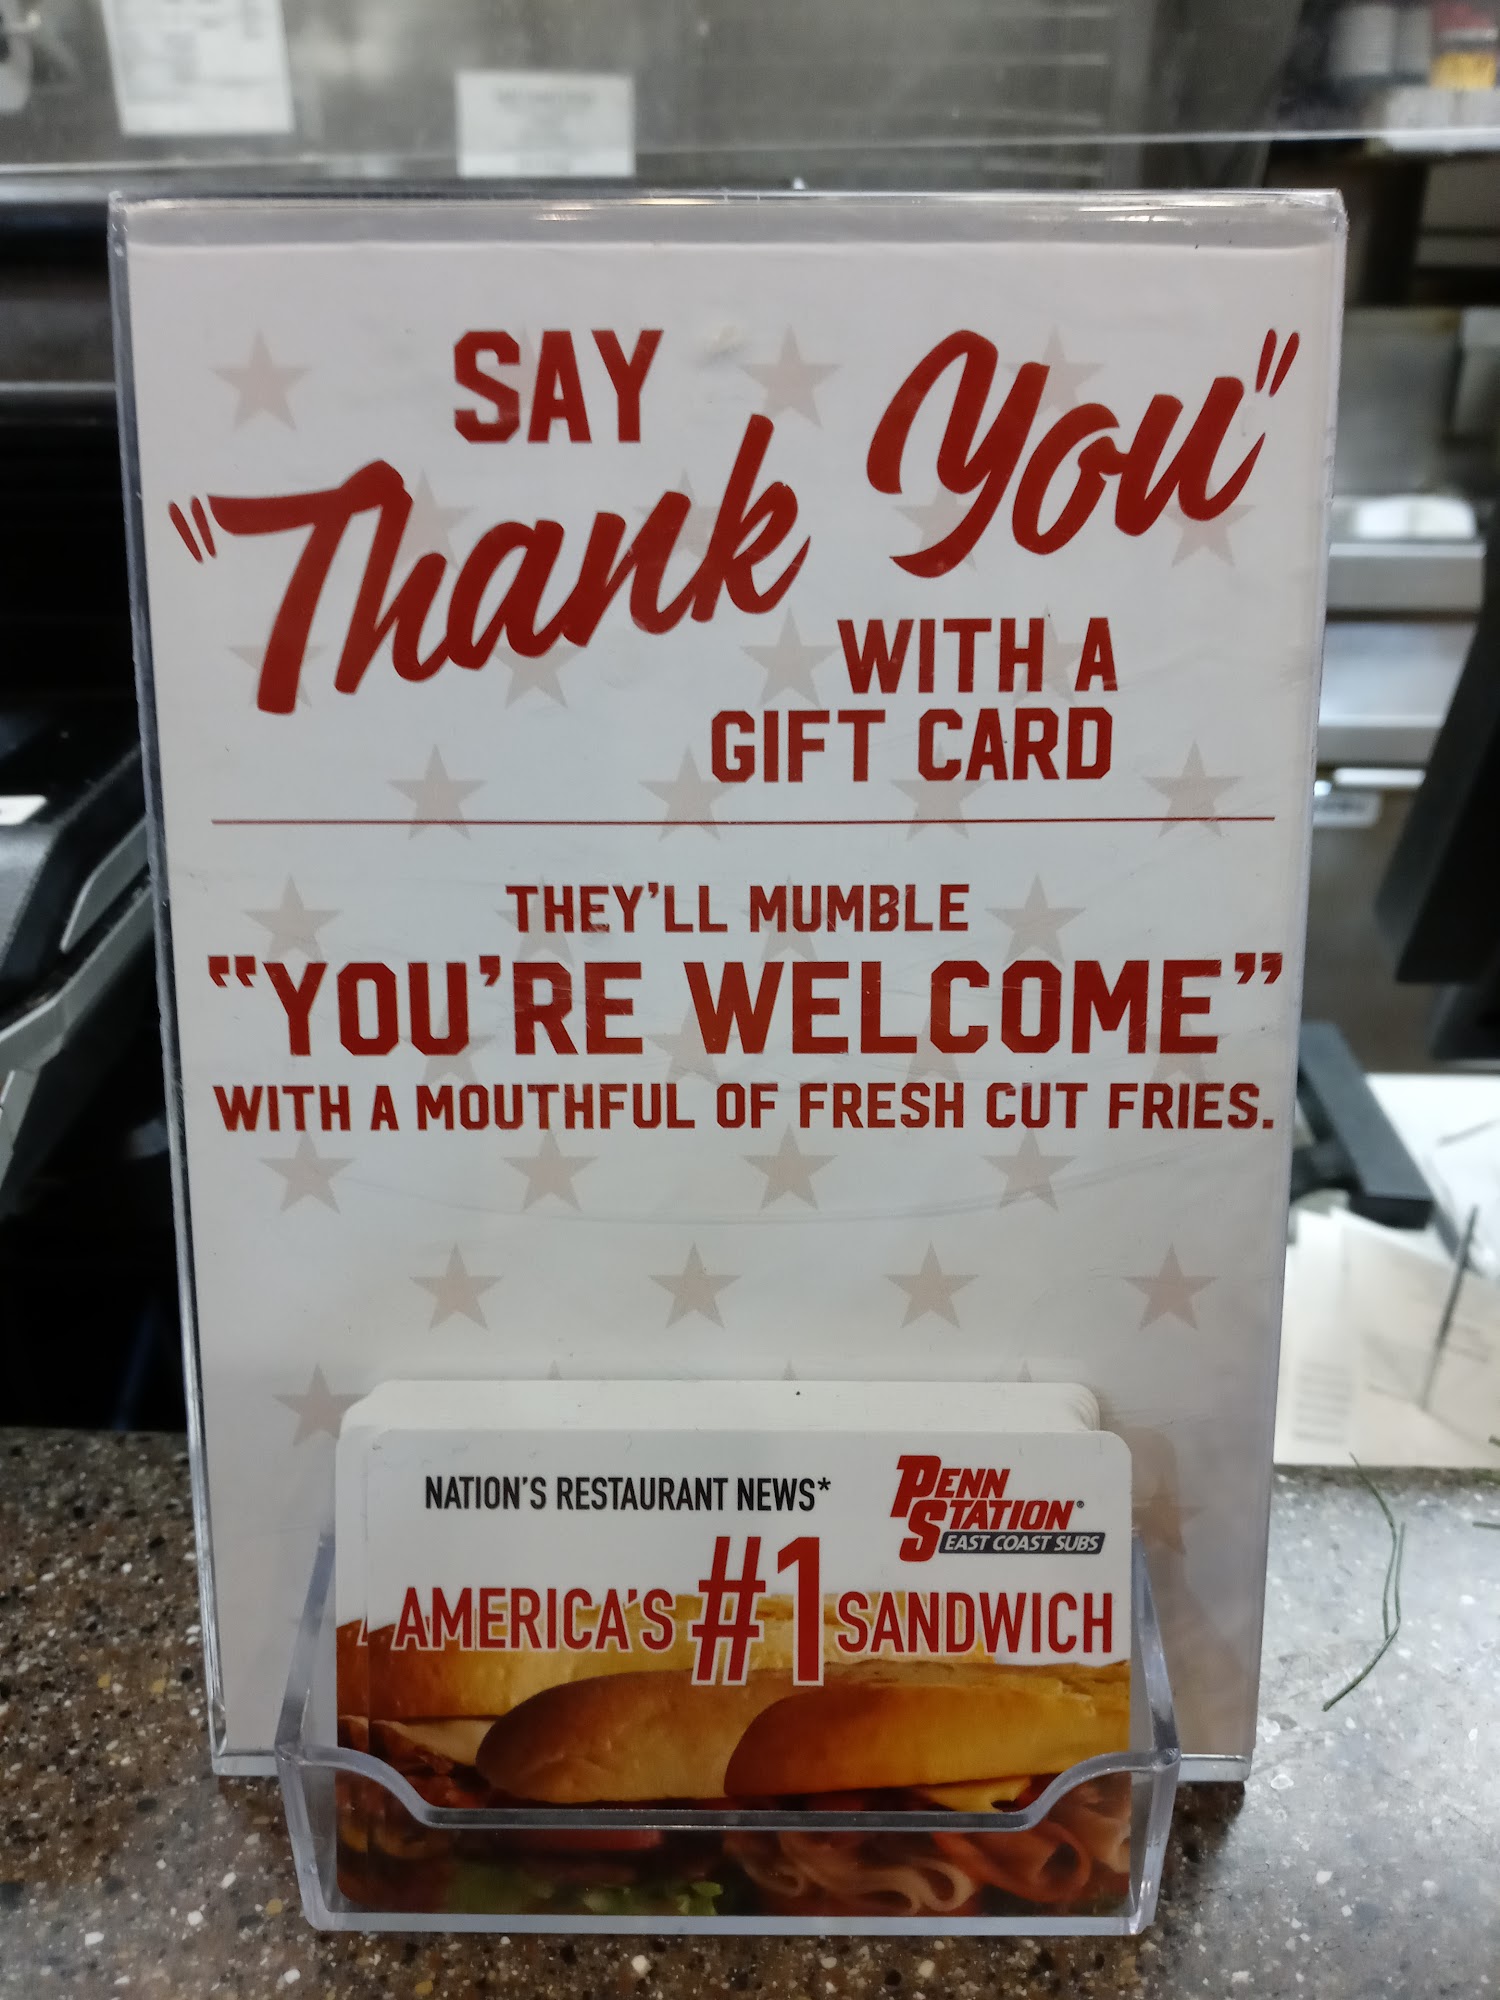 SAY
"Thank You"
WITH A
GIFT CARD
THEY'LL MUMBLE
"YOU'RE WELCOME"
WITH A MOUTHFUL OF FRESH CUT FRIES.
NATION'S RESTAURANT NEWS*
PENN
STATION®
EAST COAST SUBS
AMERICA'S #1 SANDWICH